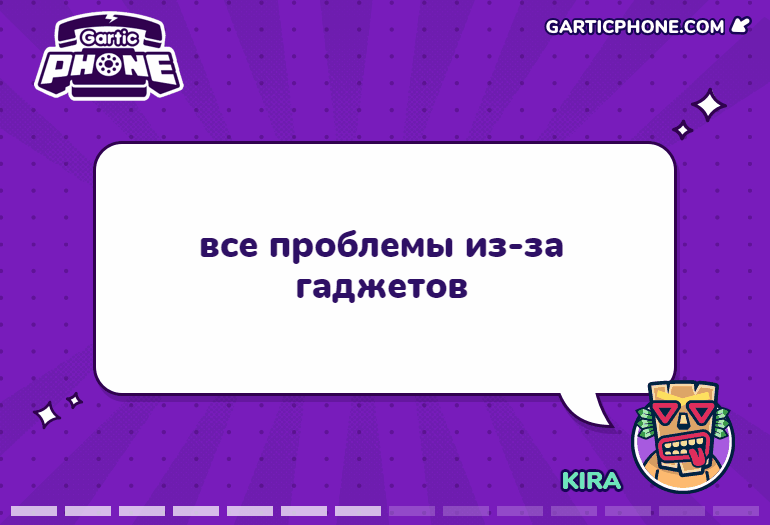 Gartic
PHONE
GARTICPHONE.COM
все проблемы из-за
гаджетов
KIRA